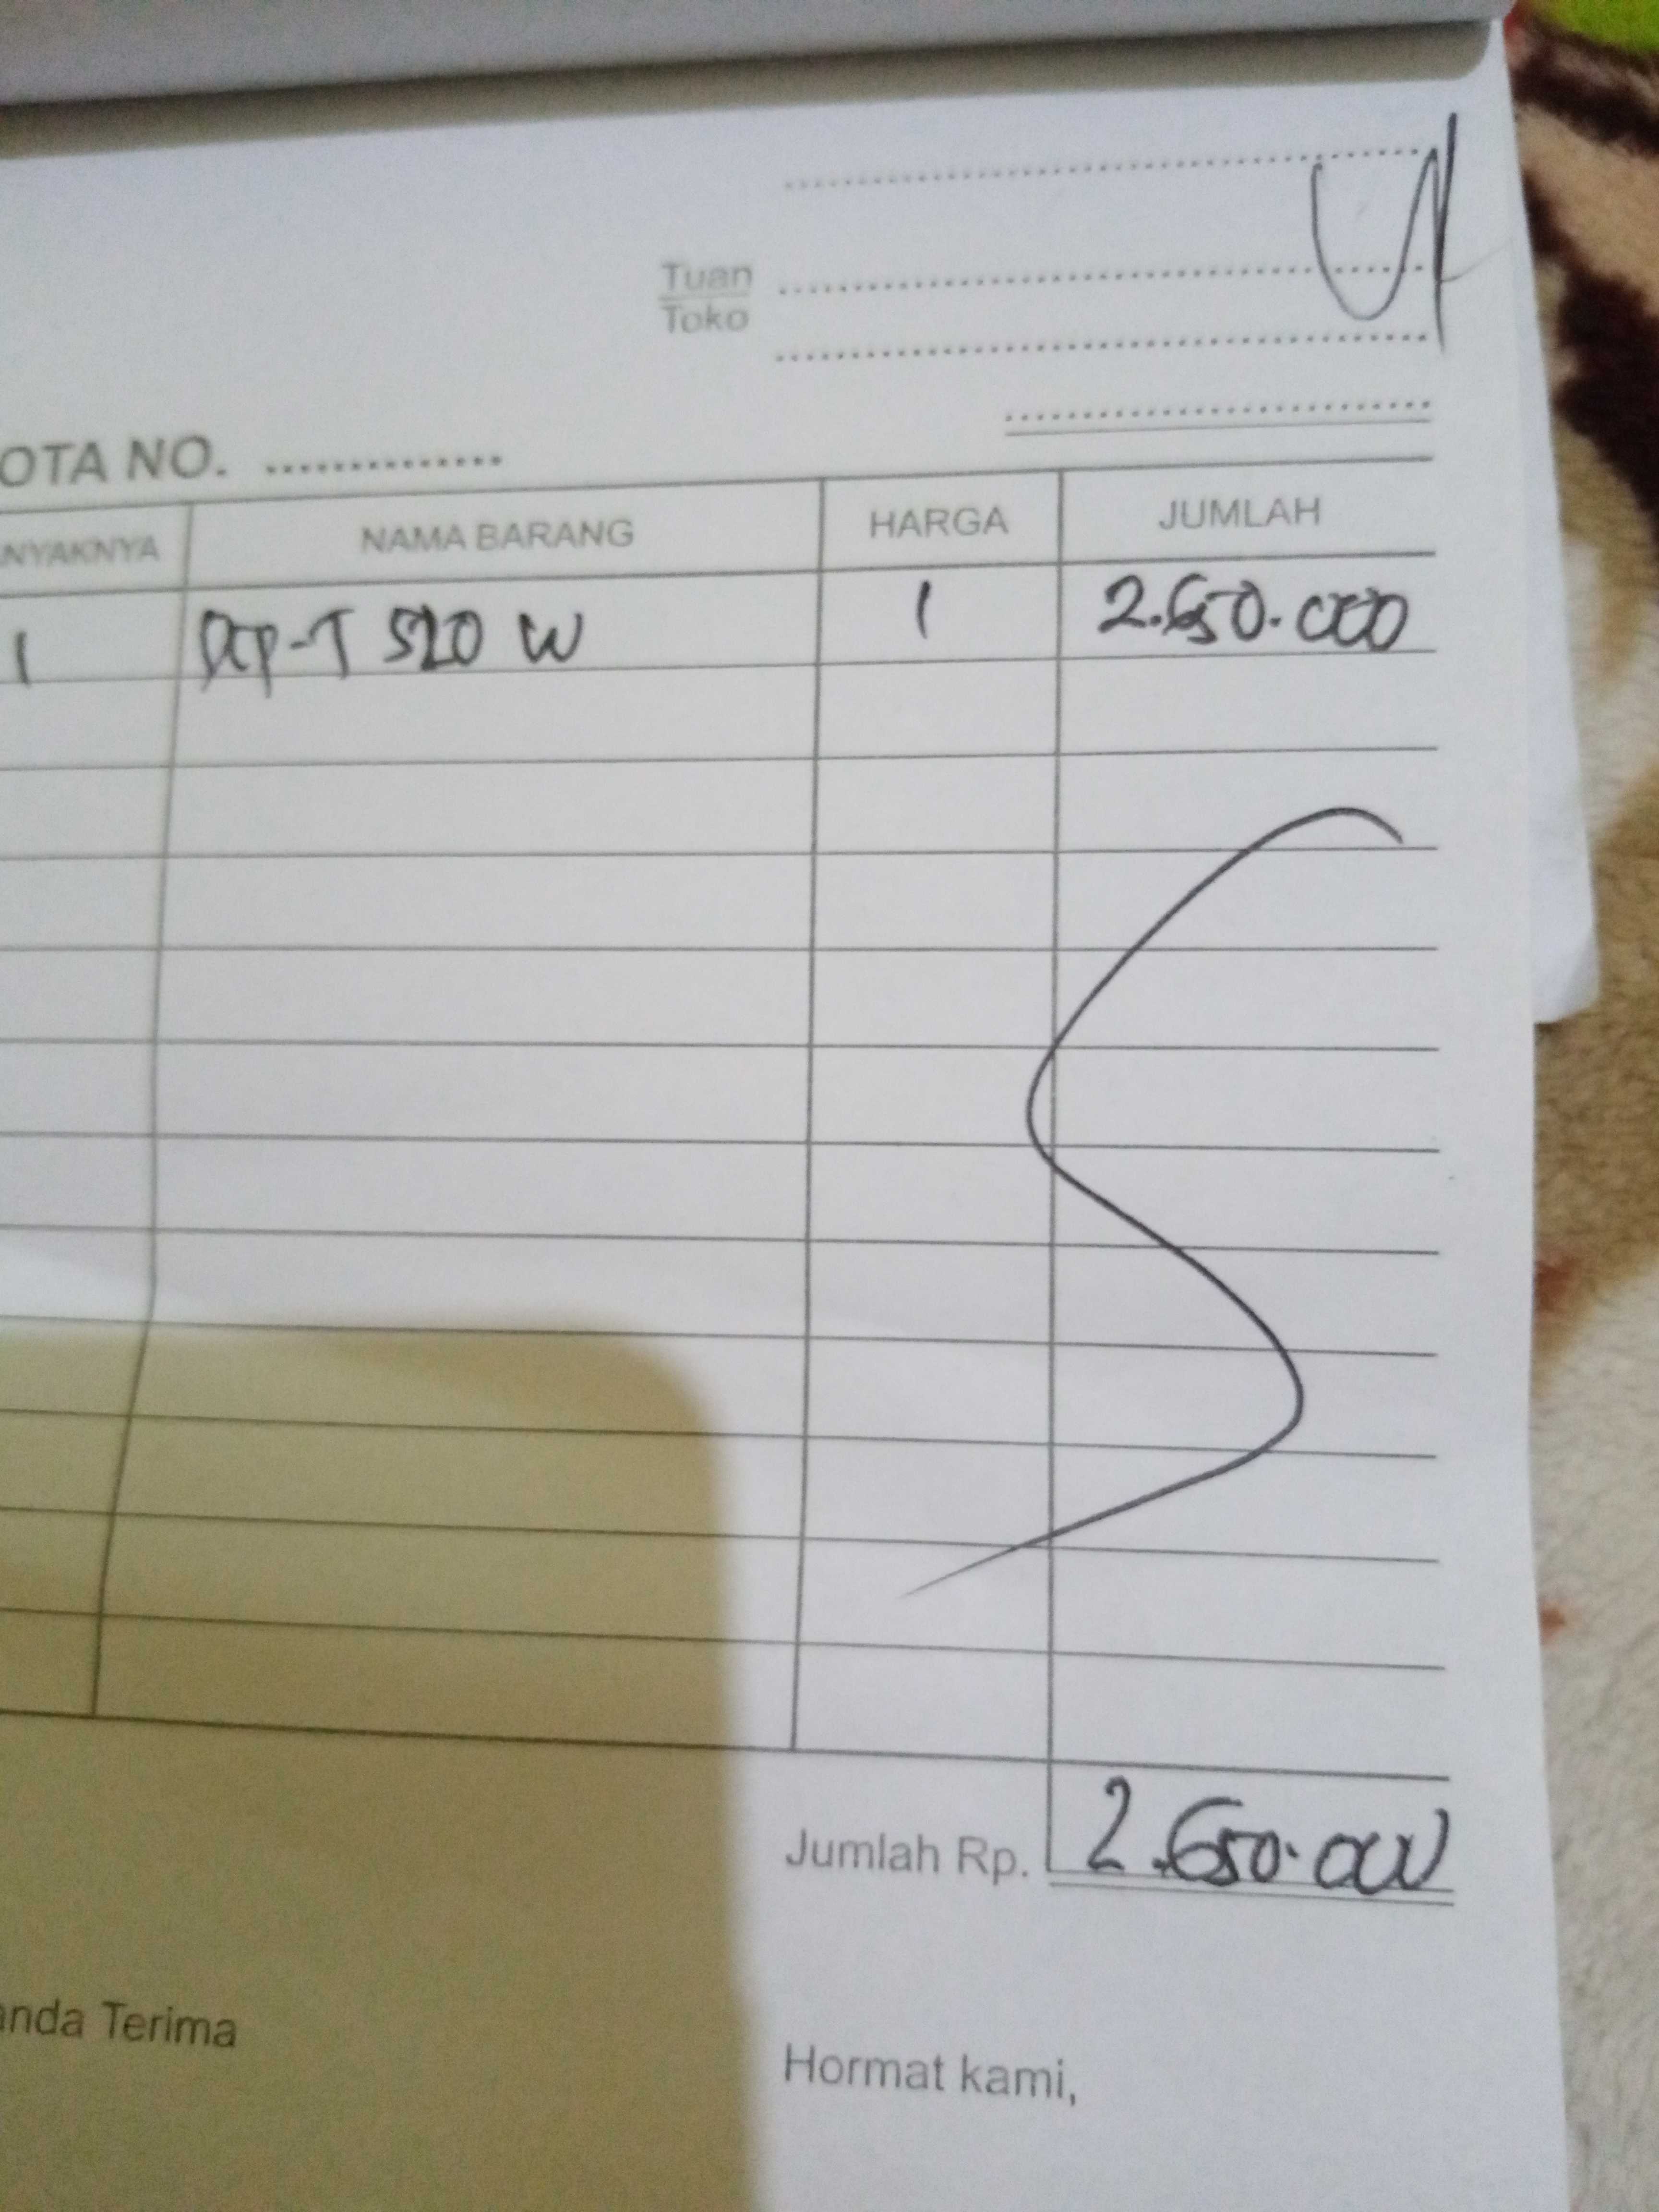 Tuan
Toko
OTA NO. ..............
NYAKNYA NAMA BARANG HARGA JUMLAH
1 DCP-T 520 W 1 2.650.000
Jumlah Rp. 2.650.000
anda Terima
Hormat kami,